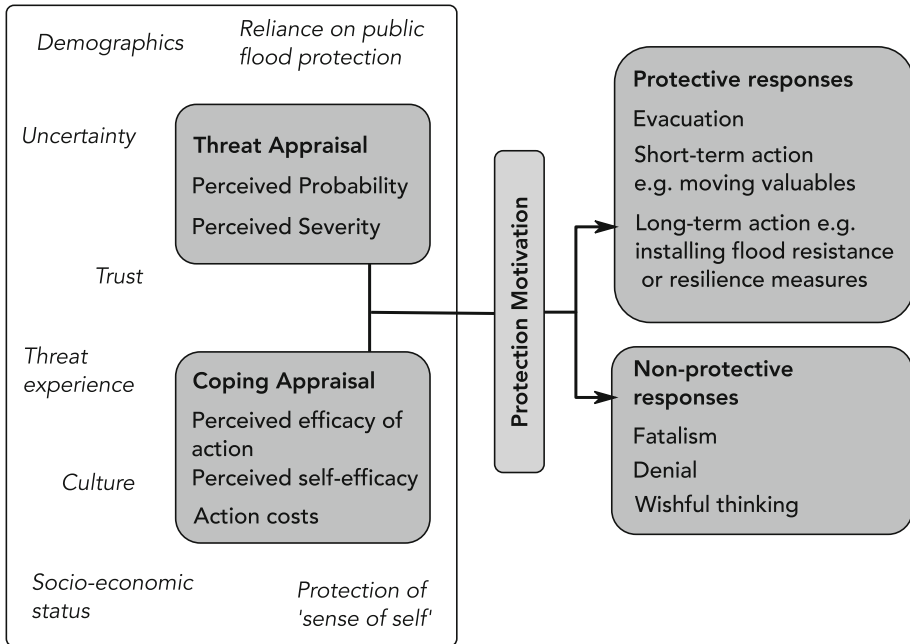 Demographics
Reliance on public
flood protection
Uncertainty
Threat Appraisal
Perceived Probability
Perceived Severity
Trust
Threat
experience
Coping Appraisal
Perceived efficacy of
action
Perceived self-efficacy
Action costs
Culture
Socio-economic
status
Protection of
'sense of self'
Protection Motivation
Protective responses
Evacuation
Short-term action
e.g. moving valuables
Long-term action e.g.
installing flood resistance
or resilience measures
Non-protective
responses
Fatalism
Denial
Wishful thinking